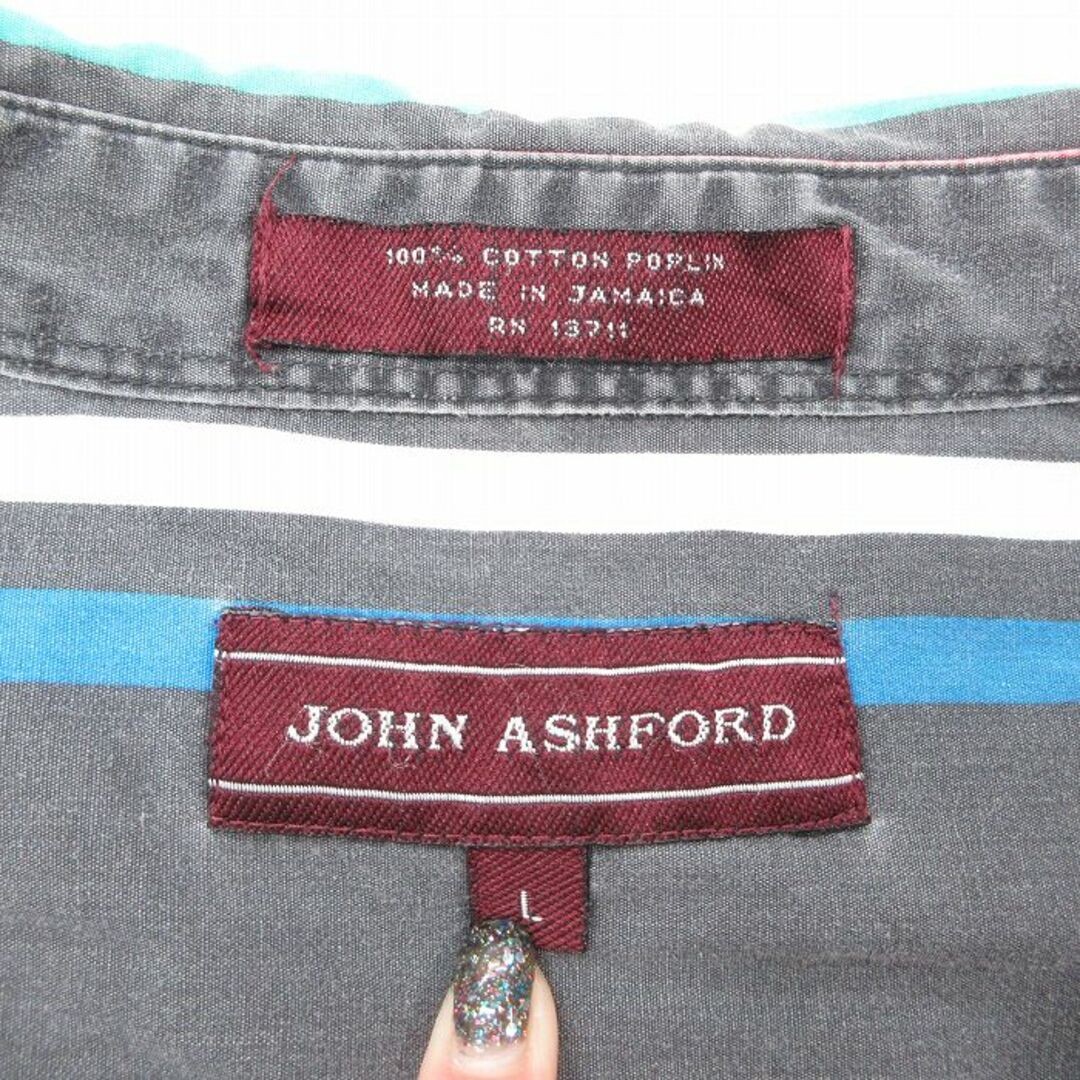 100% COTTON POPLIN
MADE IN JAMAICA
RN 13711
JOHN ASHFORD
L